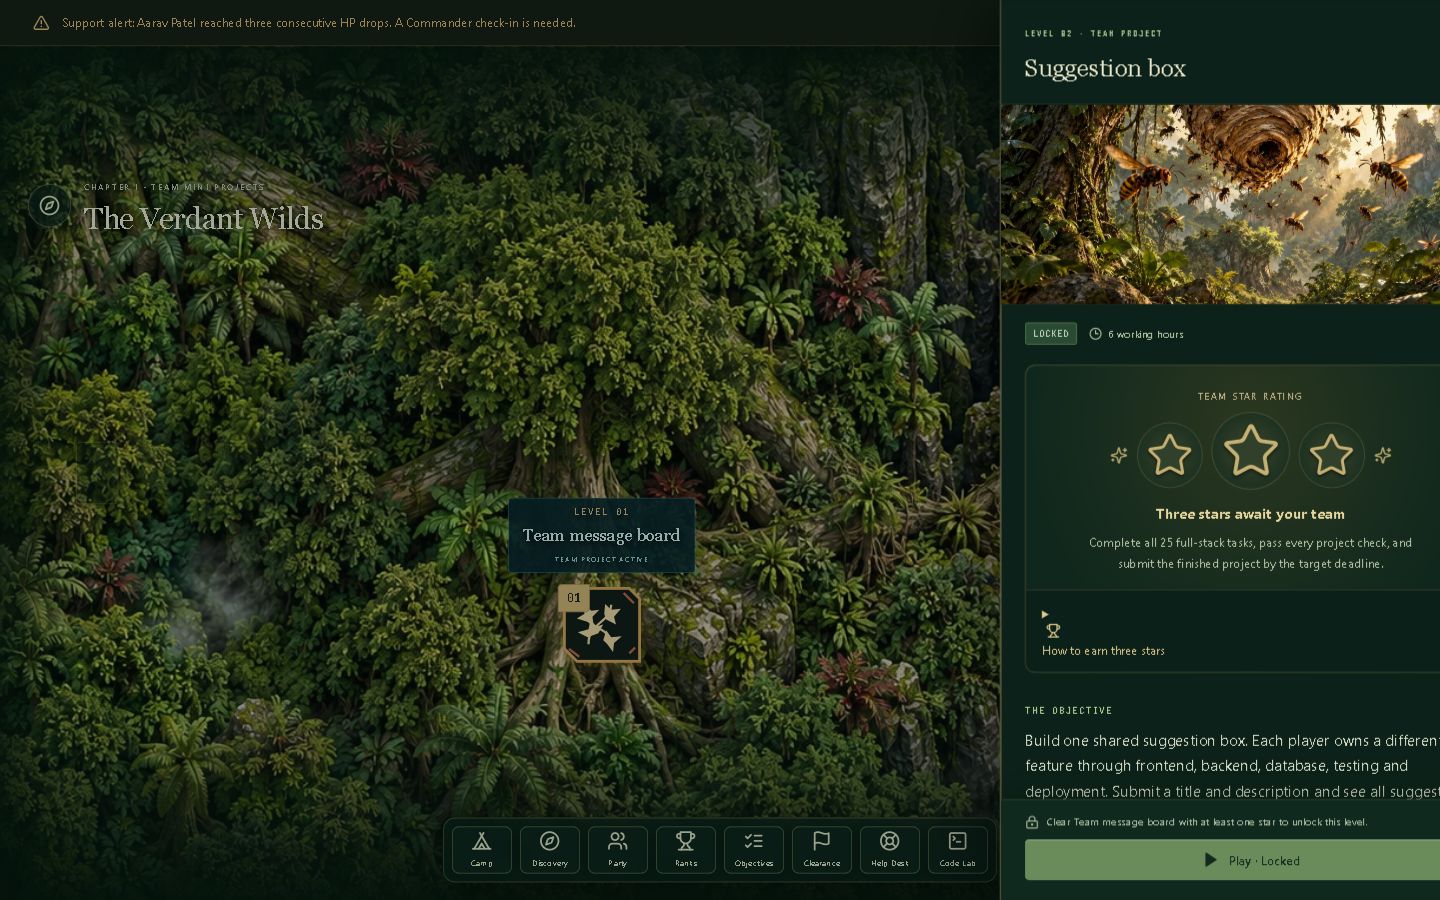 Support alert: Aarav Patel reached three consecutive HP drops. A Commander check-in is needed.
CHAPTER I · TEAM MINI PROJECTS
The Verdant Wilds
LEVEL 01
Team message board
TEAM PROJECT ACTIVE
01
Camp
Discovery
Party
Ranks
Objectives
Clearance
Help Desk
Code Lab
LEVEL 02 · TEAM PROJECT
Suggestion box
LOCKED
6 working hours
TEAM STAR RATING
Three stars await your team
Complete all 25 full-stack tasks, pass every project check, and
submit the finished project by the target deadline.
How to earn three stars
THE OBJECTIVE
Build one shared suggestion box. Each player owns a different
feature through frontend, backend, database, testing and
deployment. Submit a title and description and see all suggest
Clear Team message board with at least one star to unlock this level.
Play · Locked